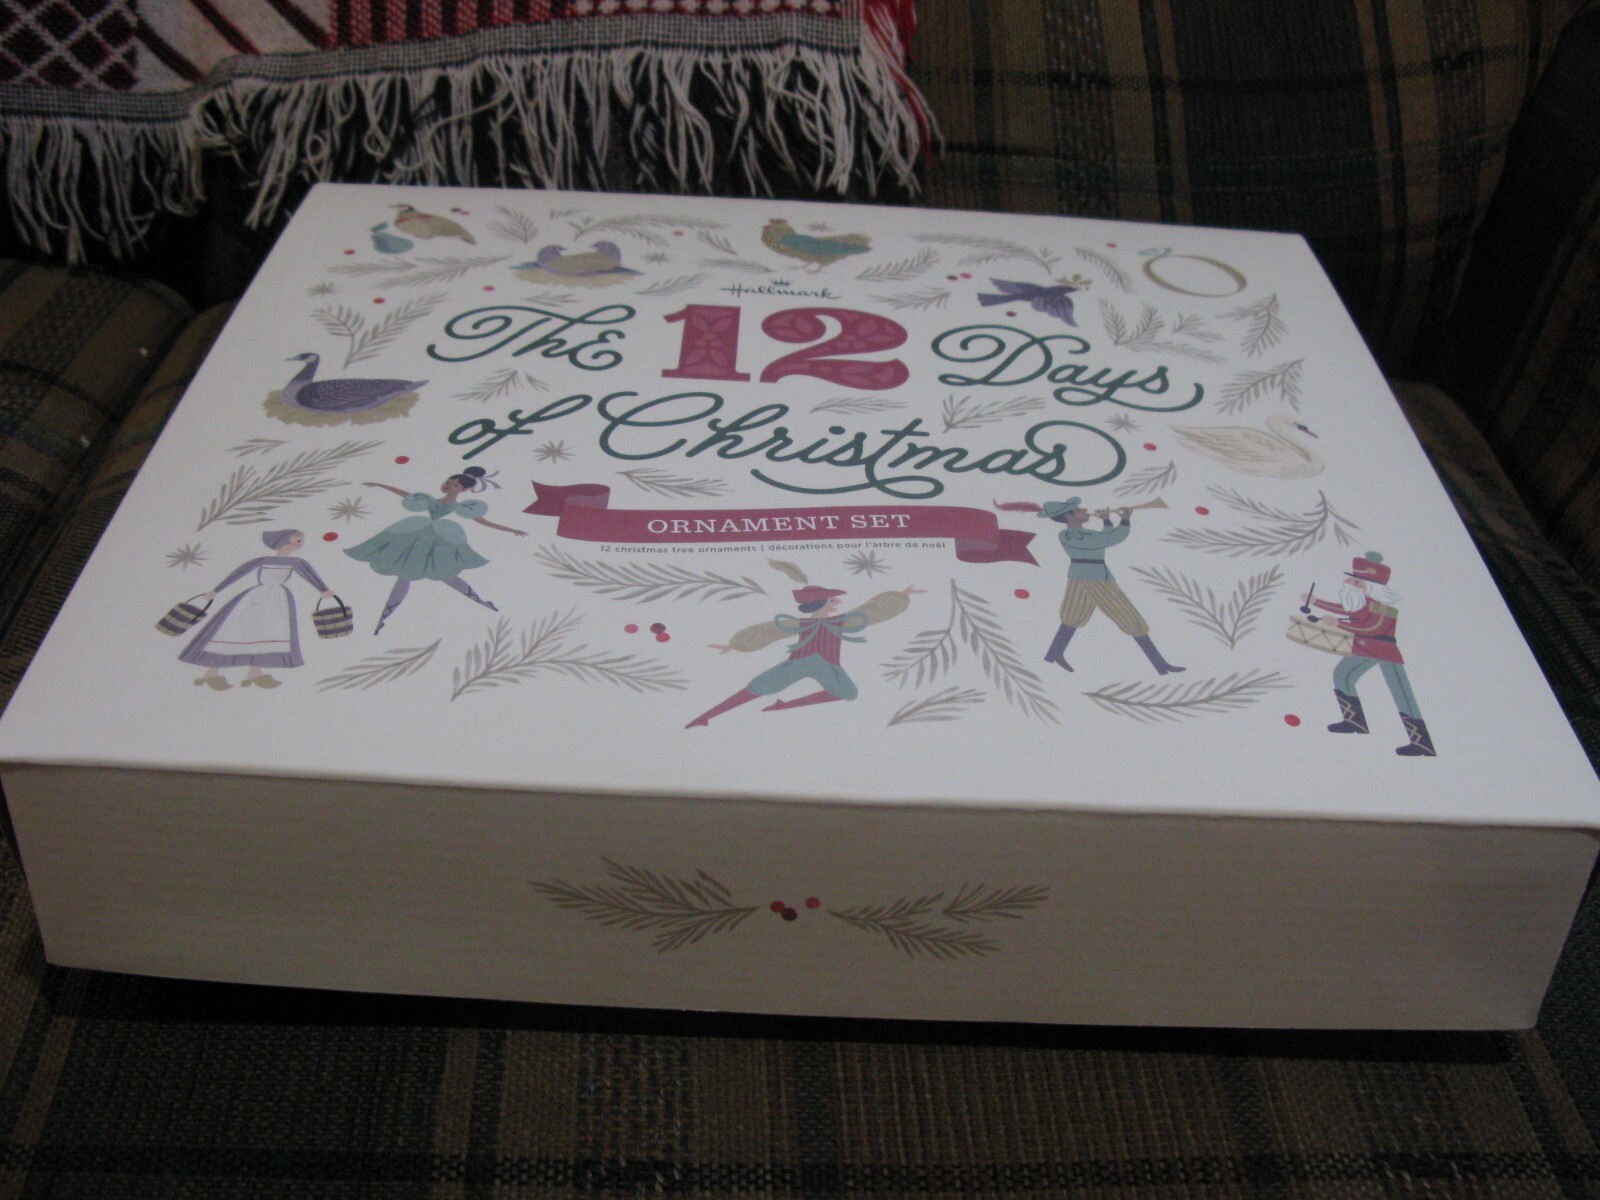 Hallmark
The 12 Days
of Christmas
ORNAMENT SET
12 christmas tree ornaments | décorations pour l'arbre de noël